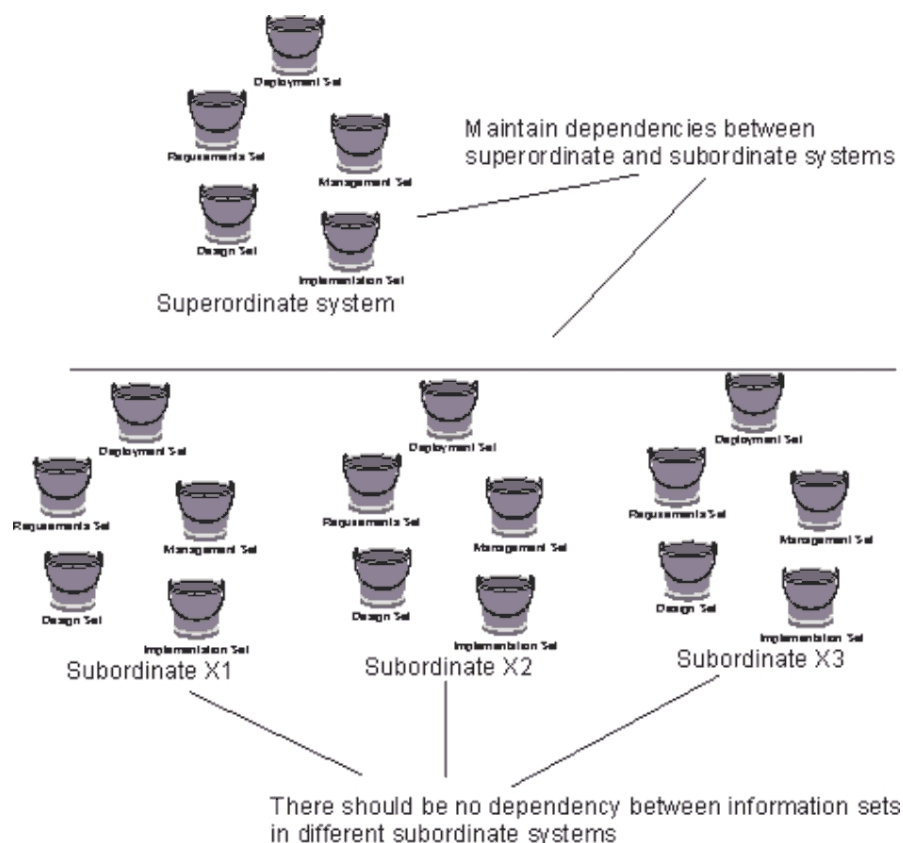 Deployment Set
Requirements Set
Management Set
Design Set
Implementation Set
Superordinate system
Maintain dependencies between
superordinate and subordinate systems
Deployment Set
Requirements Set
Management Set
Design Set
Implementation Set
Subordinate X1
Deployment Set
Requirements Set
Management Set
Design Set
Implementation Set
Subordinate X2
Deployment Set
Requirements Set
Management Set
Design Set
Implementation Set
Subordinate X3
There should be no dependency between information sets
in different subordinate systems